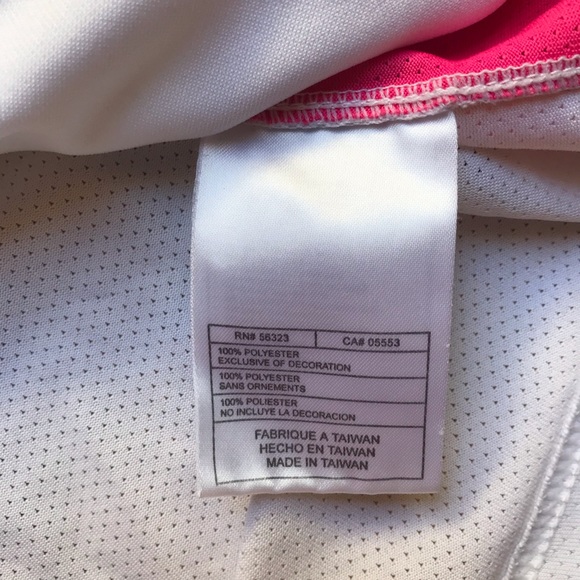 RN# 56323 CA# 05553
100% POLYESTER
EXCLUSIVE OF DECORATION
100% POLYESTER
SANS ORNEMENTS
100% POLIESTER
NO INCLUYE LA DECORACION
FABRIQUE A TAIWAN
HECHO EN TAIWAN
MADE IN TAIWAN